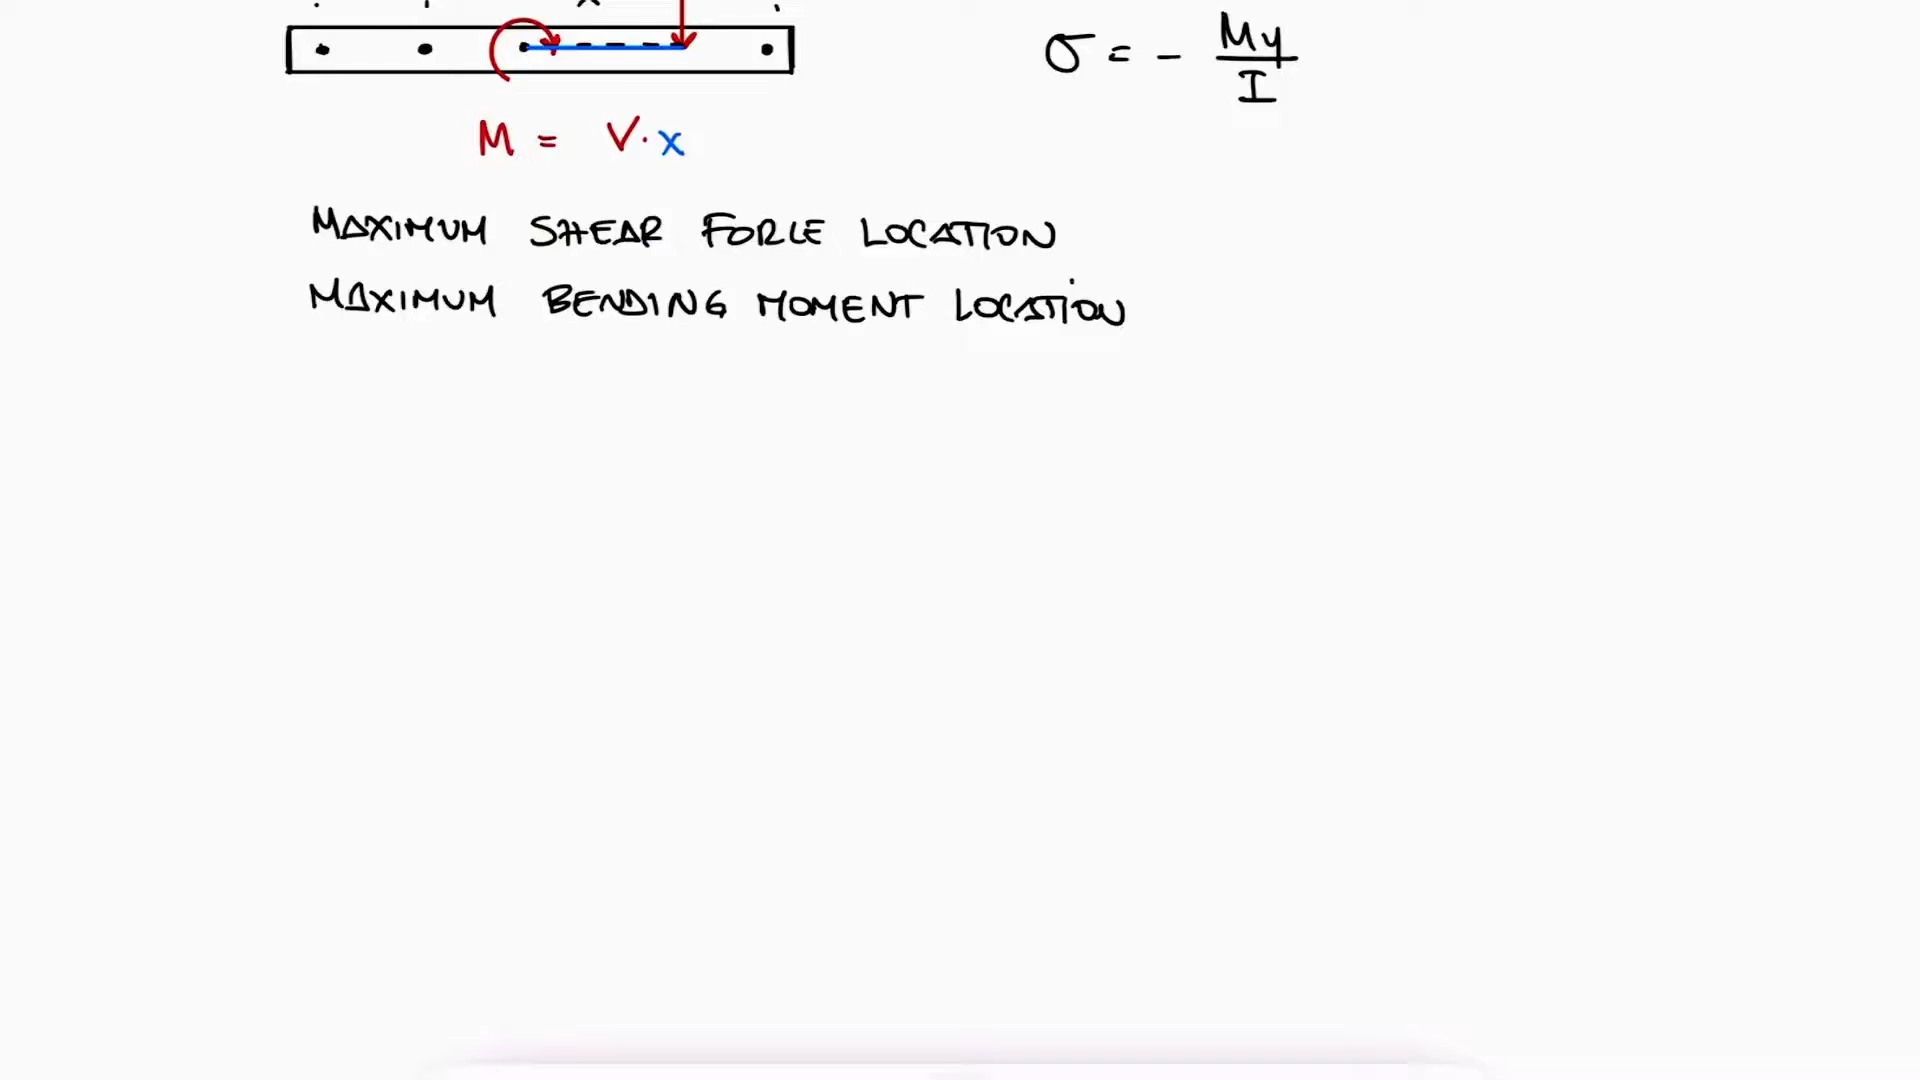 σ = - My/I
M = V·x
MAXIMUM SHEAR FORCE LOCATION
MAXIMUM BENDING MOMENT LOCATION